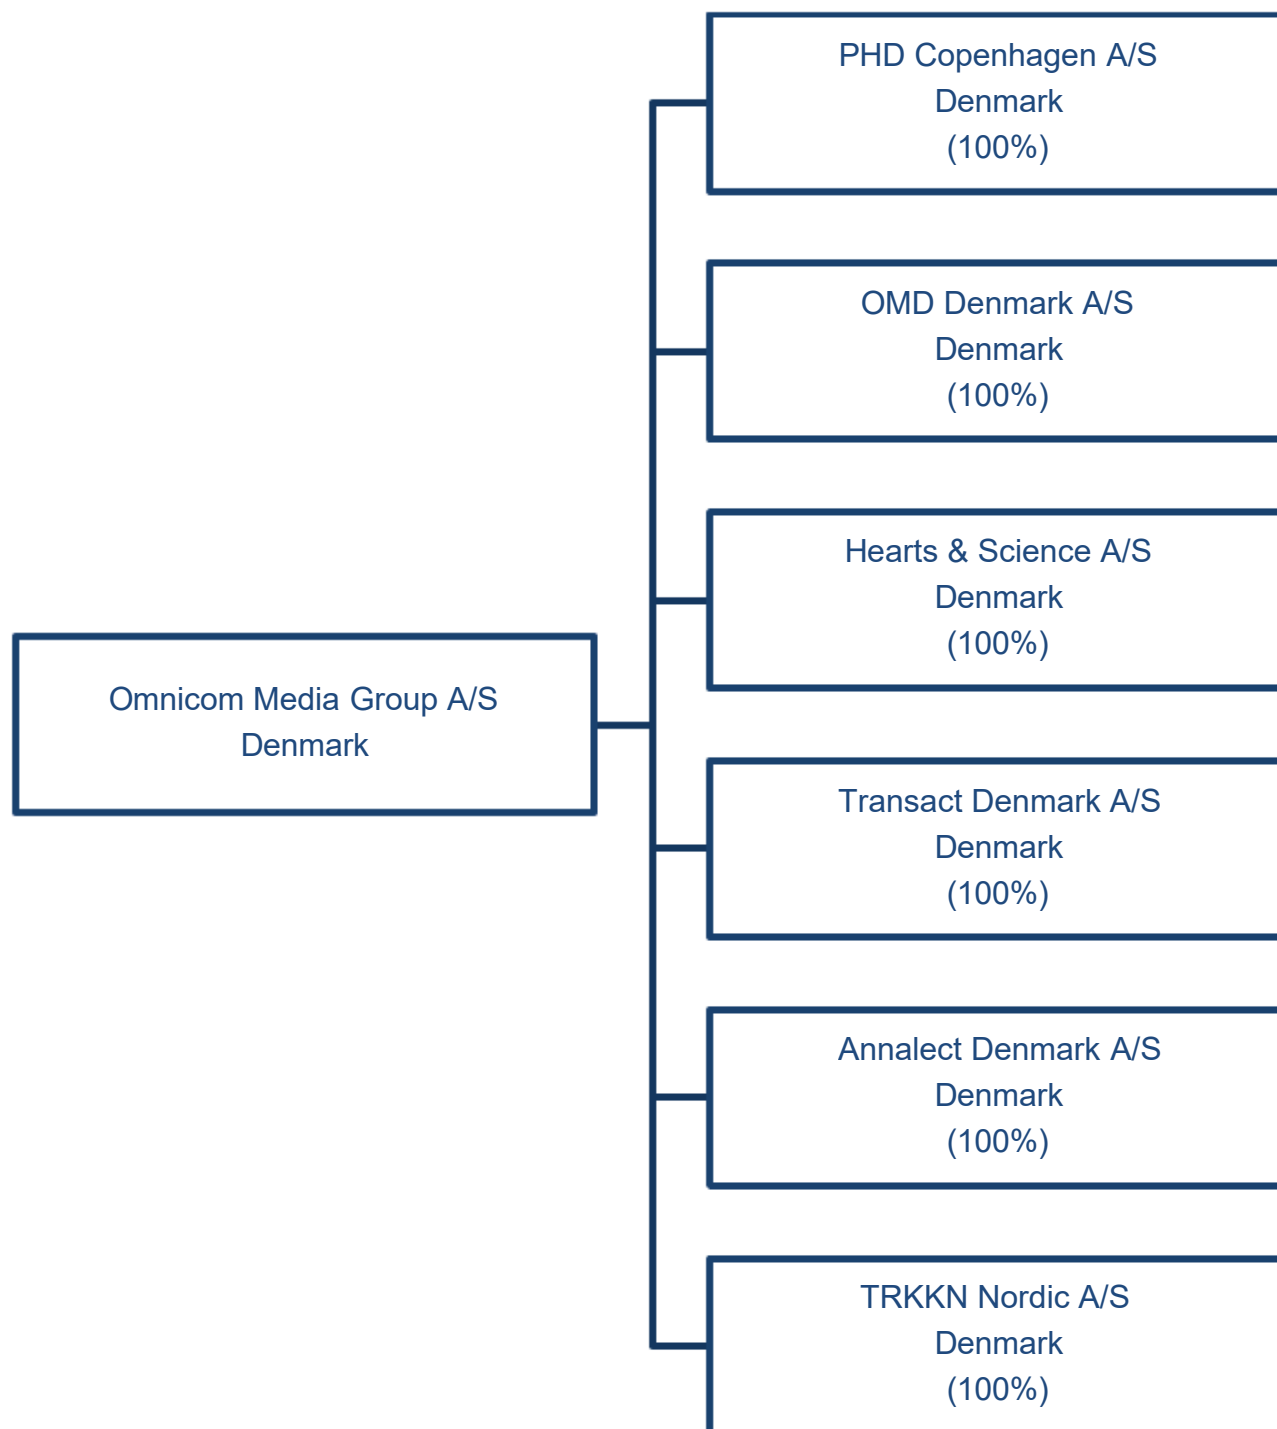 PHD Copenhagen A/S
Denmark
(100%)
OMD Denmark A/S
Denmark
(100%)
Hearts & Science A/S
Denmark
(100%)
Omnicom Media Group A/S
Denmark
Transact Denmark A/S
Denmark
(100%)
Annalect Denmark A/S
Denmark
(100%)
TRKKN Nordic A/S
Denmark
(100%)